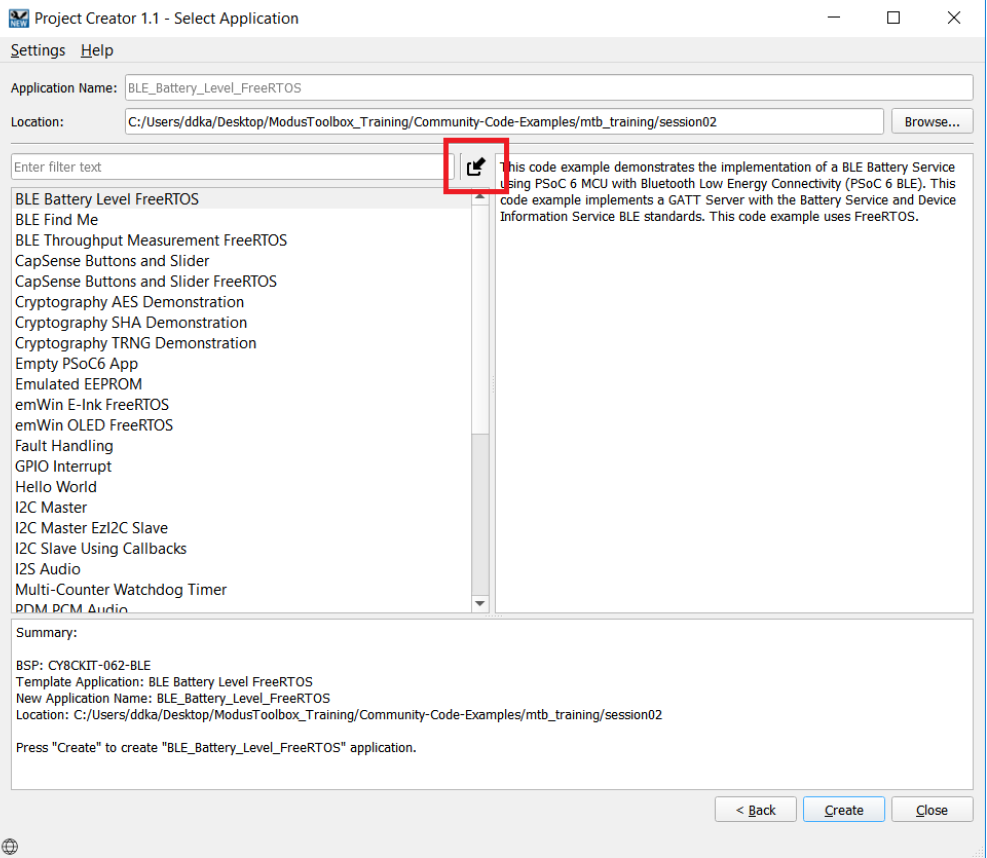 NEW
Project Creator 1.1 - Select Application
Settings Help
Application Name: BLE_Battery_Level_FreeRTOS
Location: C:/Users/ddka/Desktop/ModusToolbox_Training/Community-Code-Examples/mtb_training/session02 Browse...
Enter filter text
BLE Battery Level FreeRTOS
BLE Find Me
BLE Throughput Measurement FreeRTOS
CapSense Buttons and Slider
CapSense Buttons and Slider FreeRTOS
Cryptography AES Demonstration
Cryptography SHA Demonstration
Cryptography TRNG Demonstration
Empty PSoC6 App
Emulated EEPROM
emWin E-Ink FreeRTOS
emWin OLED FreeRTOS
Fault Handling
GPIO Interrupt
Hello World
I2C Master
I2C Master EzI2C Slave
I2C Slave Using Callbacks
I2S Audio
Multi-Counter Watchdog Timer
PDM PCM Audio
This code example demonstrates the implementation of a BLE Battery Service
using PSoC 6 MCU with Bluetooth Low Energy Connectivity (PSoC 6 BLE). This
code example implements a GATT Server with the Battery Service and Device
Information Service BLE standards. This code example uses FreeRTOS.
Summary:
BSP: CY8CKIT-062-BLE
Template Application: BLE Battery Level FreeRTOS
New Application Name: BLE_Battery_Level_FreeRTOS
Location: C:/Users/ddka/Desktop/ModusToolbox_Training/Community-Code-Examples/mtb_training/session02
Press "Create" to create "BLE_Battery_Level_FreeRTOS" application.
< Back Create Close